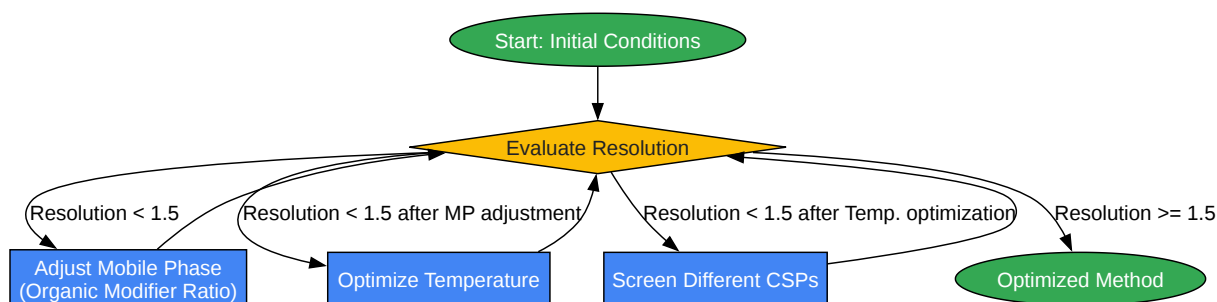 Start: Initial Conditions
Evaluate Resolution
Resolution < 1.5
Resolution < 1.5 after MP adjustment
Resolution < 1.5 after Temp. optimization
Resolution >= 1.5
Adjust Mobile Phase
(Organic Modifier Ratio)
Optimize Temperature
Screen Different CSPs
Optimized Method